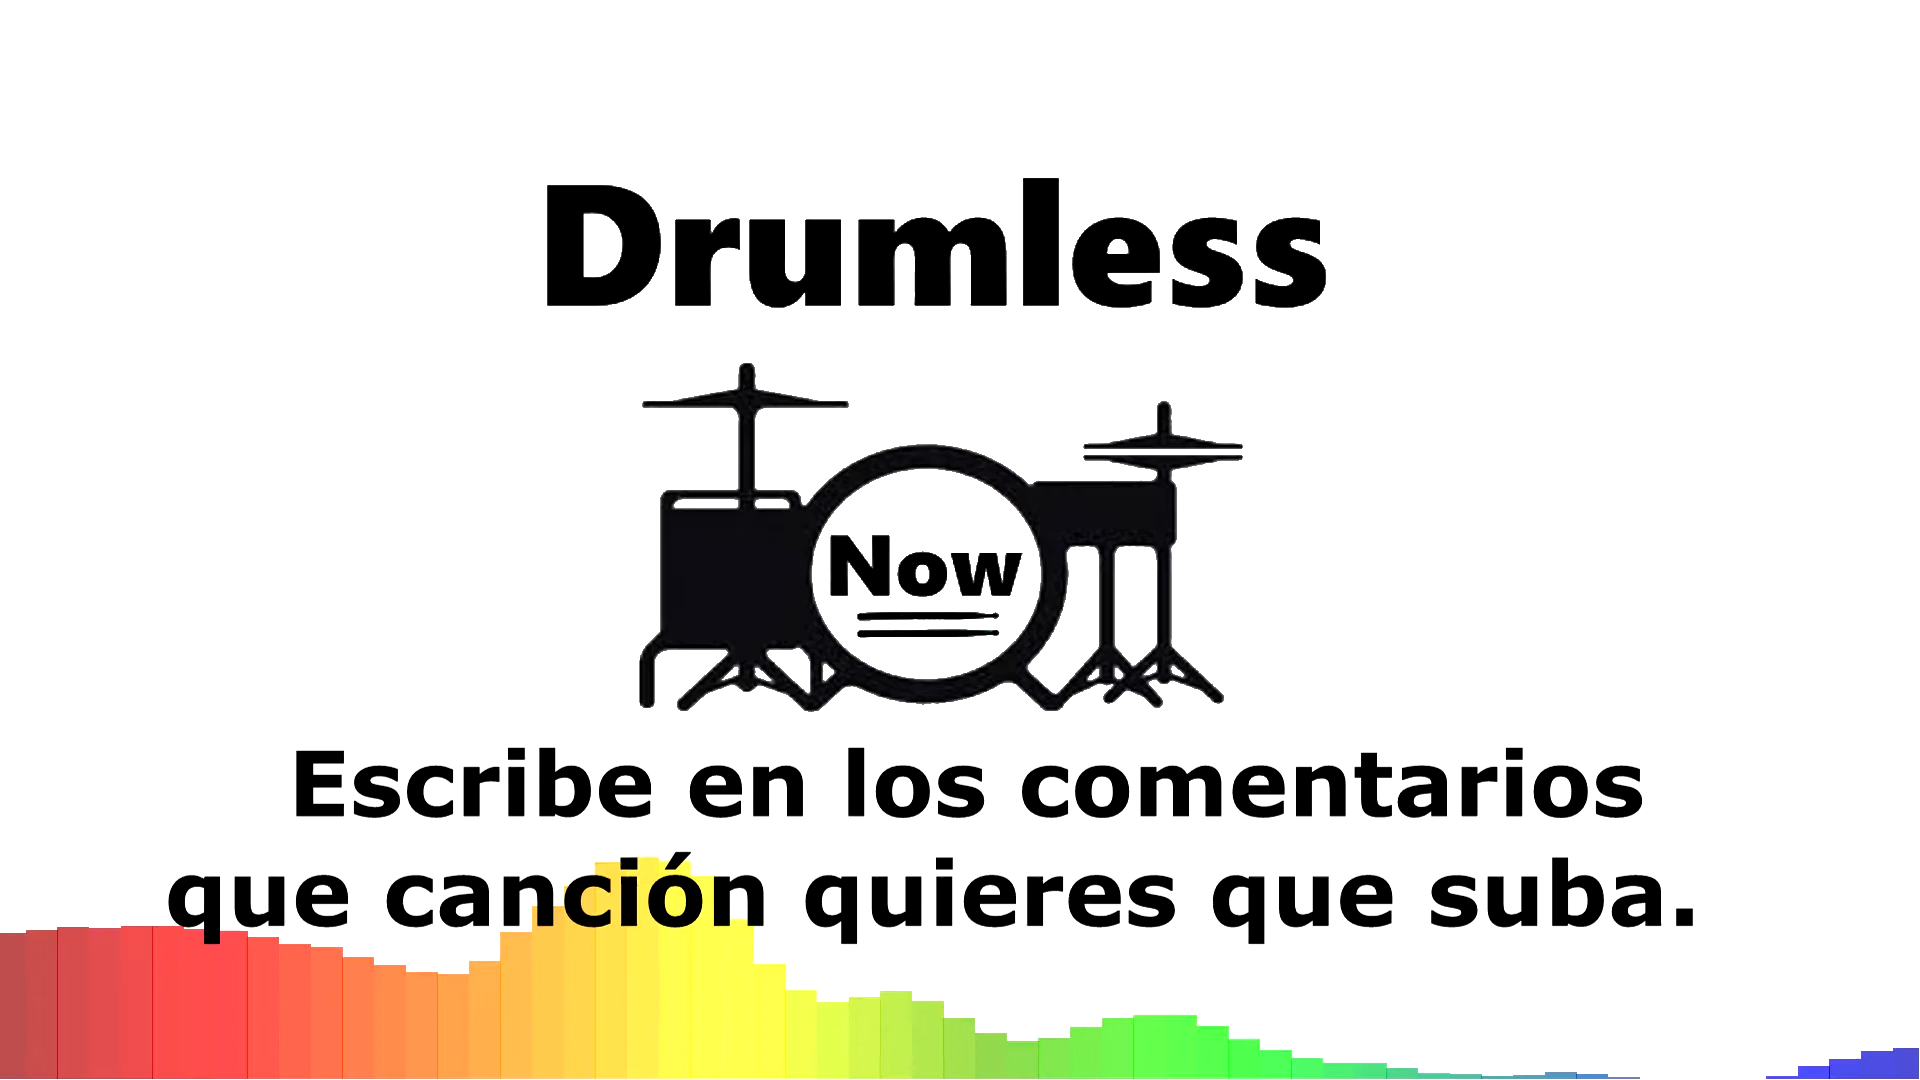 Drumless
Now
Escribe en los comentarios
que canción quieres que suba.